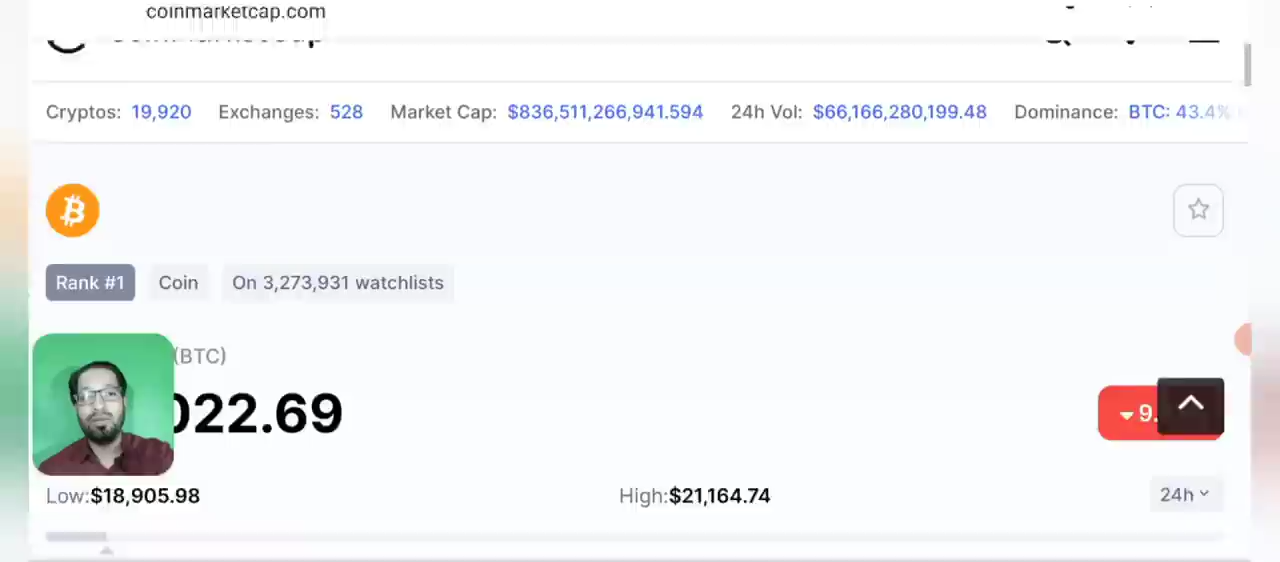 coinmarketcap.com
Cryptos: 19,920 Exchanges: 528 Market Cap: $836,511,266,941.594 24h Vol: $66,166,280,199.48 Dominance: BTC: 43.4%
Rank #1 Coin On 3,273,931 watchlists
(BTC)
022.69 9.
Low:$18,905.98 High:$21,164.74 24h